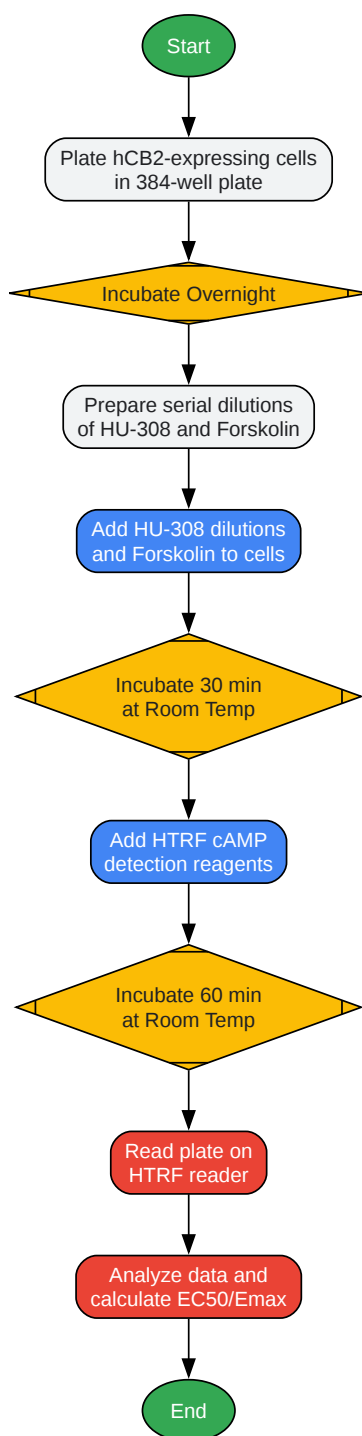 Start
Plate hCB2-expressing cells
in 384-well plate
Incubate Overnight
Prepare serial dilutions
of HU-308 and Forskolin
Add HU-308 dilutions
and Forskolin to cells
Incubate 30 min
at Room Temp
Add HTRF cAMP
detection reagents
Incubate 60 min
at Room Temp
Read plate on
HTRF reader
Analyze data and
calculate EC50/Emax
End